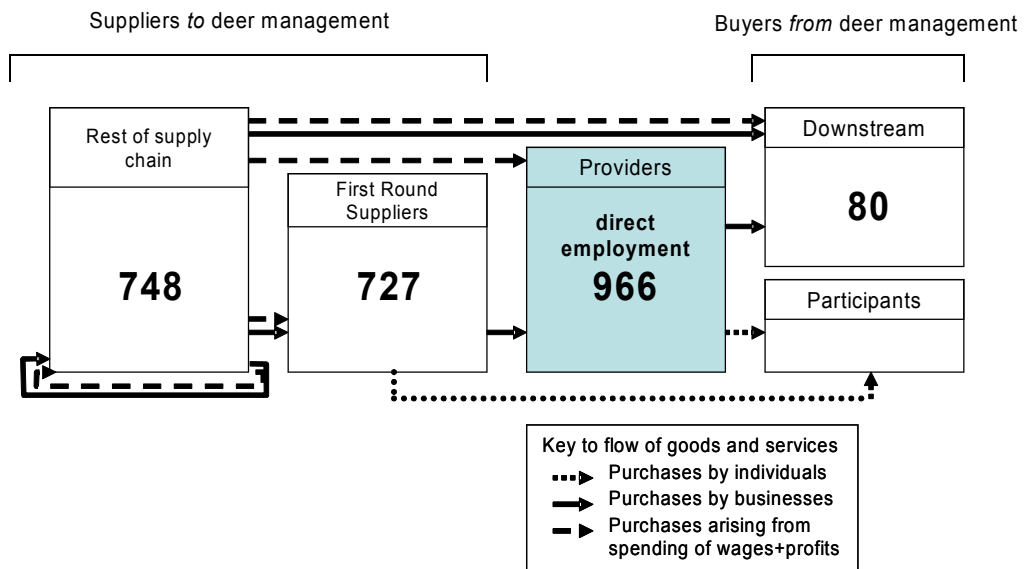 Suppliers to deer management
Buyers from deer management
Rest of supply
chain
748
First Round
Suppliers
727
Providers
direct
employment
966
Downstream
80
Participants
Key to flow of goods and services
Purchases by individuals
Purchases by businesses
Purchases arising from
spending of wages+profits